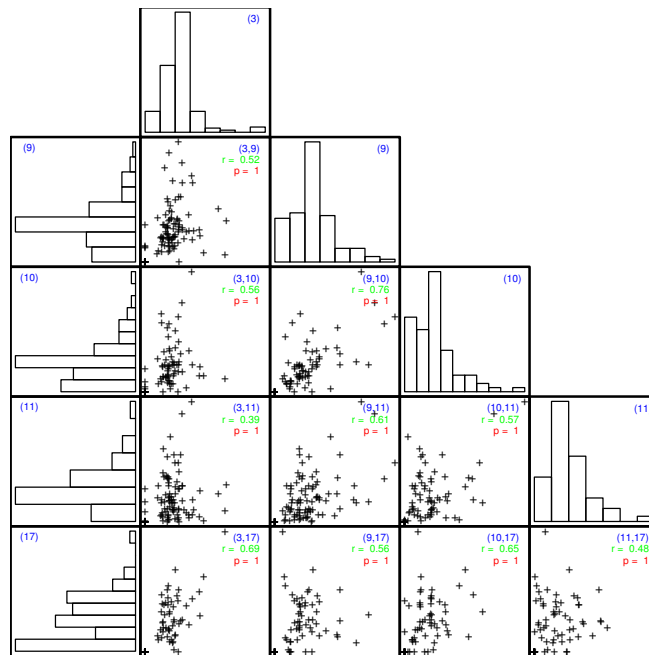 (3)
(9)
(3,9)
r = 0.52
p = 1
(9)
(10)
(3,10)
r = 0.56
p = 1
(9,10)
r = 0.76
p = 1
(10)
(11)
(3,11)
r = 0.39
p = 1
(9,11)
r = 0.61
p = 1
(10,11)
r = 0.57
p = 1
(11
(17)
(3,17)
r = 0.69
p = 1
(9,17)
r = 0.56
p = 1
(10,17)
r = 0.65
p = 1
(11,17)
r = 0.48
p = 1